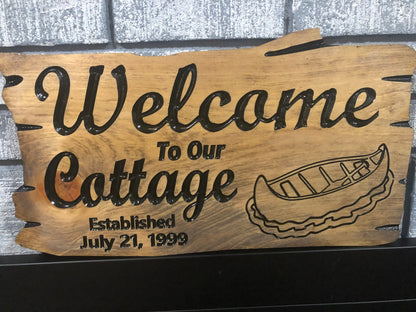 Welcome
To Our
Cottage
Established
July 21, 1999